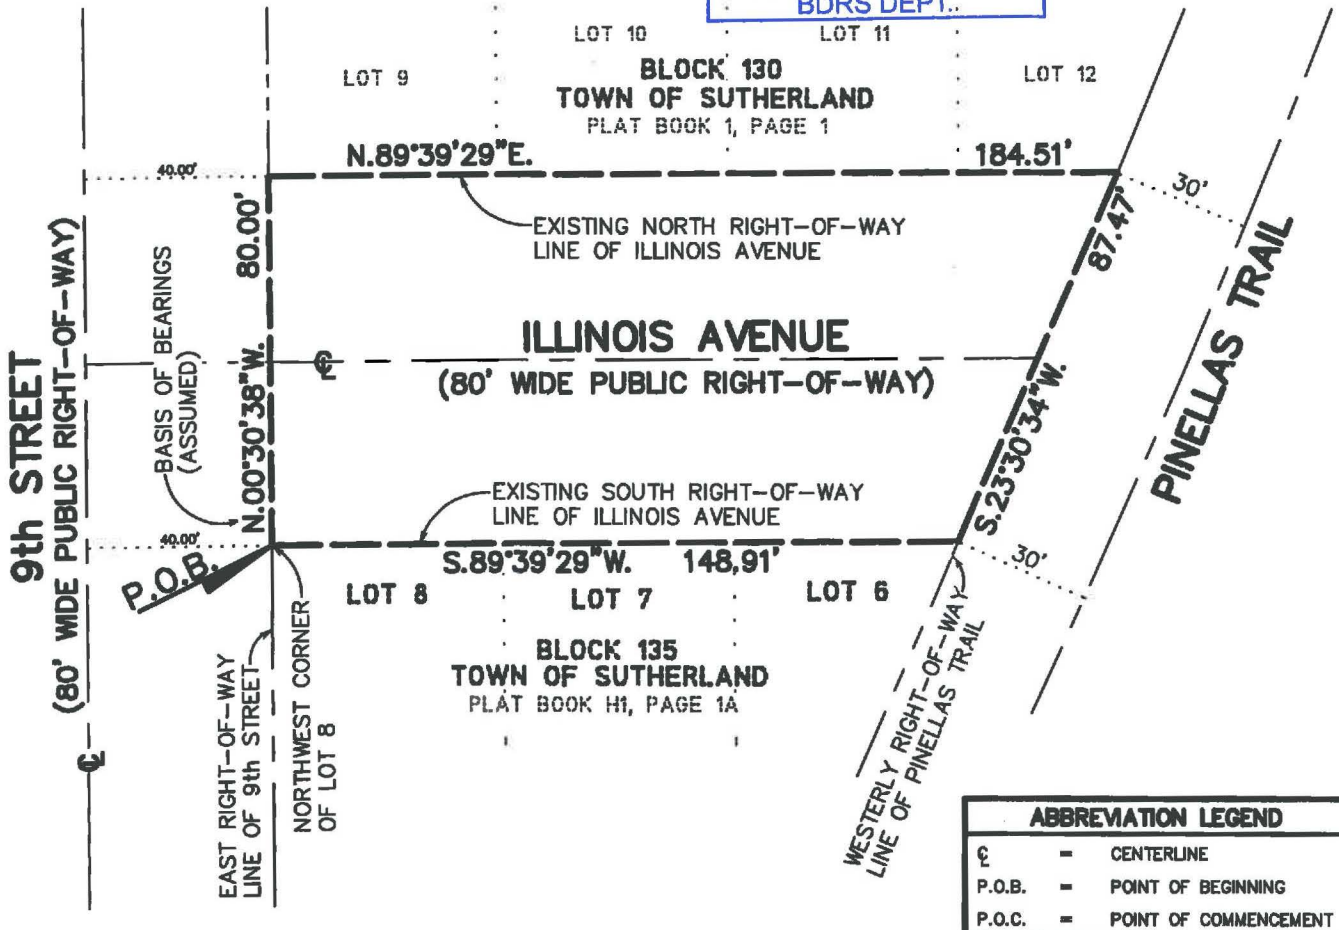 BDRS DEPT.
LOT 9
LOT 10
LOT 11
LOT 12
BLOCK 130
TOWN OF SUTHERLAND
PLAT BOOK 1, PAGE 1
N.89°39'29"E.
184.51'
40.00'
30'
EXISTING NORTH RIGHT-OF-WAY
LINE OF ILLINOIS AVENUE
80.00'
87.47'
9th STREET
(80' WIDE PUBLIC RIGHT-OF-WAY)
BASIS OF BEARINGS
(ASSUMED)
N.00°30'38"W.
ILLINOIS AVENUE
(80' WIDE PUBLIC RIGHT-OF-WAY)
S.23°30'34"W.
PINELLAS TRAIL
EXISTING SOUTH RIGHT-OF-WAY
LINE OF ILLINOIS AVENUE
40.00'
P.O.B.
S.89°39'29"W.
148.91'
30'
LOT 8
LOT 7
LOT 6
BLOCK 135
TOWN OF SUTHERLAND
PLAT BOOK H1, PAGE 1A
EAST RIGHT-OF-WAY
LINE OF 9th STREET
NORTHWEST CORNER
OF LOT 8
WESTERLY RIGHT-OF-WAY
LINE OF PINELLAS TRAIL
ABBREVIATION LEGEND
℄ = CENTERLINE
P.O.B. = POINT OF BEGINNING
P.O.C. = POINT OF COMMENCEMENT